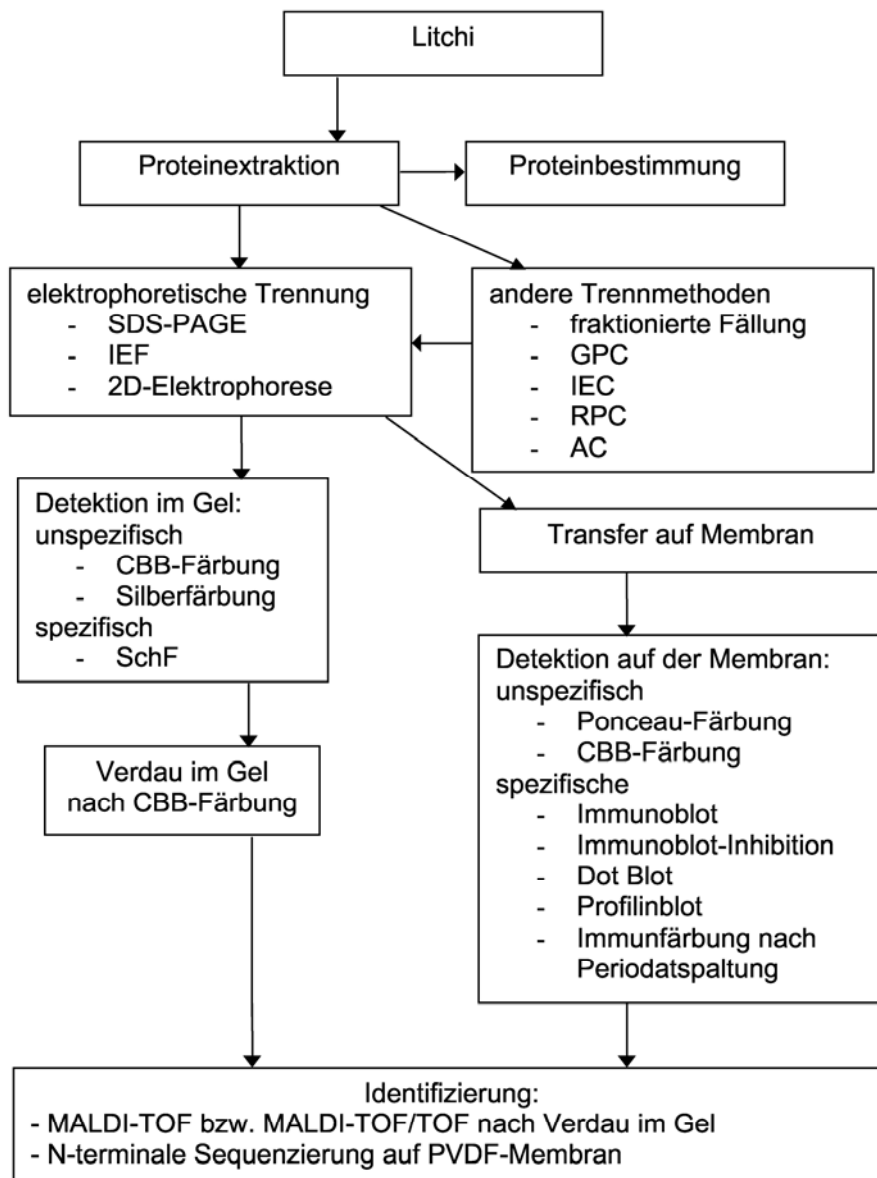 Litchi
Proteinextraktion
Proteinbestimmung
elektrophoretische Trennung
- SDS-PAGE
- IEF
- 2D-Elektrophorese
andere Trennmethoden
- fraktionierte Fällung
- GPC
- IEC
- RPC
- AC
Detektion im Gel:
unspezifisch
- CBB-Färbung
- Silberfärbung
spezifisch
- SchF
Transfer auf Membran
Verdau im Gel
nach CBB-Färbung
Detektion auf der Membran:
unspezifisch
- Ponceau-Färbung
- CBB-Färbung
spezifische
- Immunoblot
- Immunoblot-Inhibition
- Dot Blot
- Profilinblot
- Immunfärbung nach
Periodatspaltung
Identifizierung:
- MALDI-TOF bzw. MALDI-TOF/TOF nach Verdau im Gel
- N-terminale Sequenzierung auf PVDF-Membran